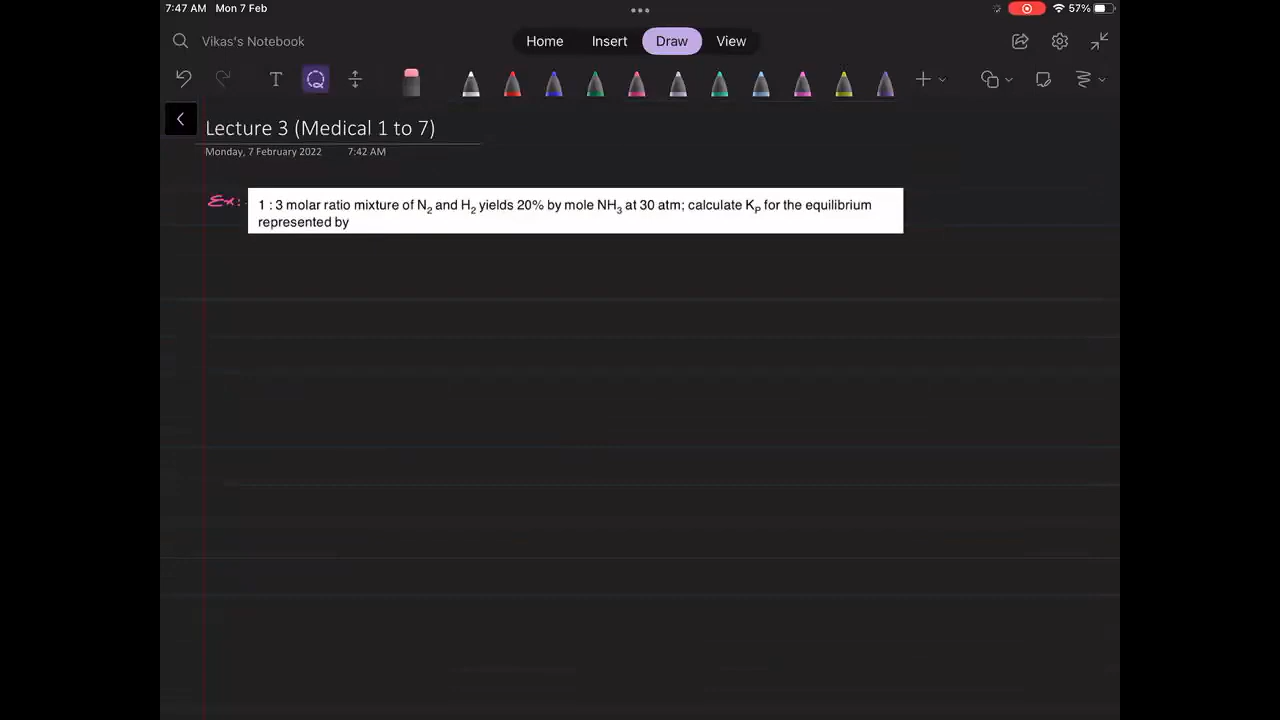 7:47 AM Mon 7 Feb 57%
Vikas's Notebook Home Insert Draw View
T
Lecture 3 (Medical 1 to 7)
Monday, 7 February 2022 7:42 AM
Ex: 1 : 3 molar ratio mixture of N₂ and H₂ yields 20% by mole NH₃ at 30 atm; calculate Kₚ for the equilibrium
represented by